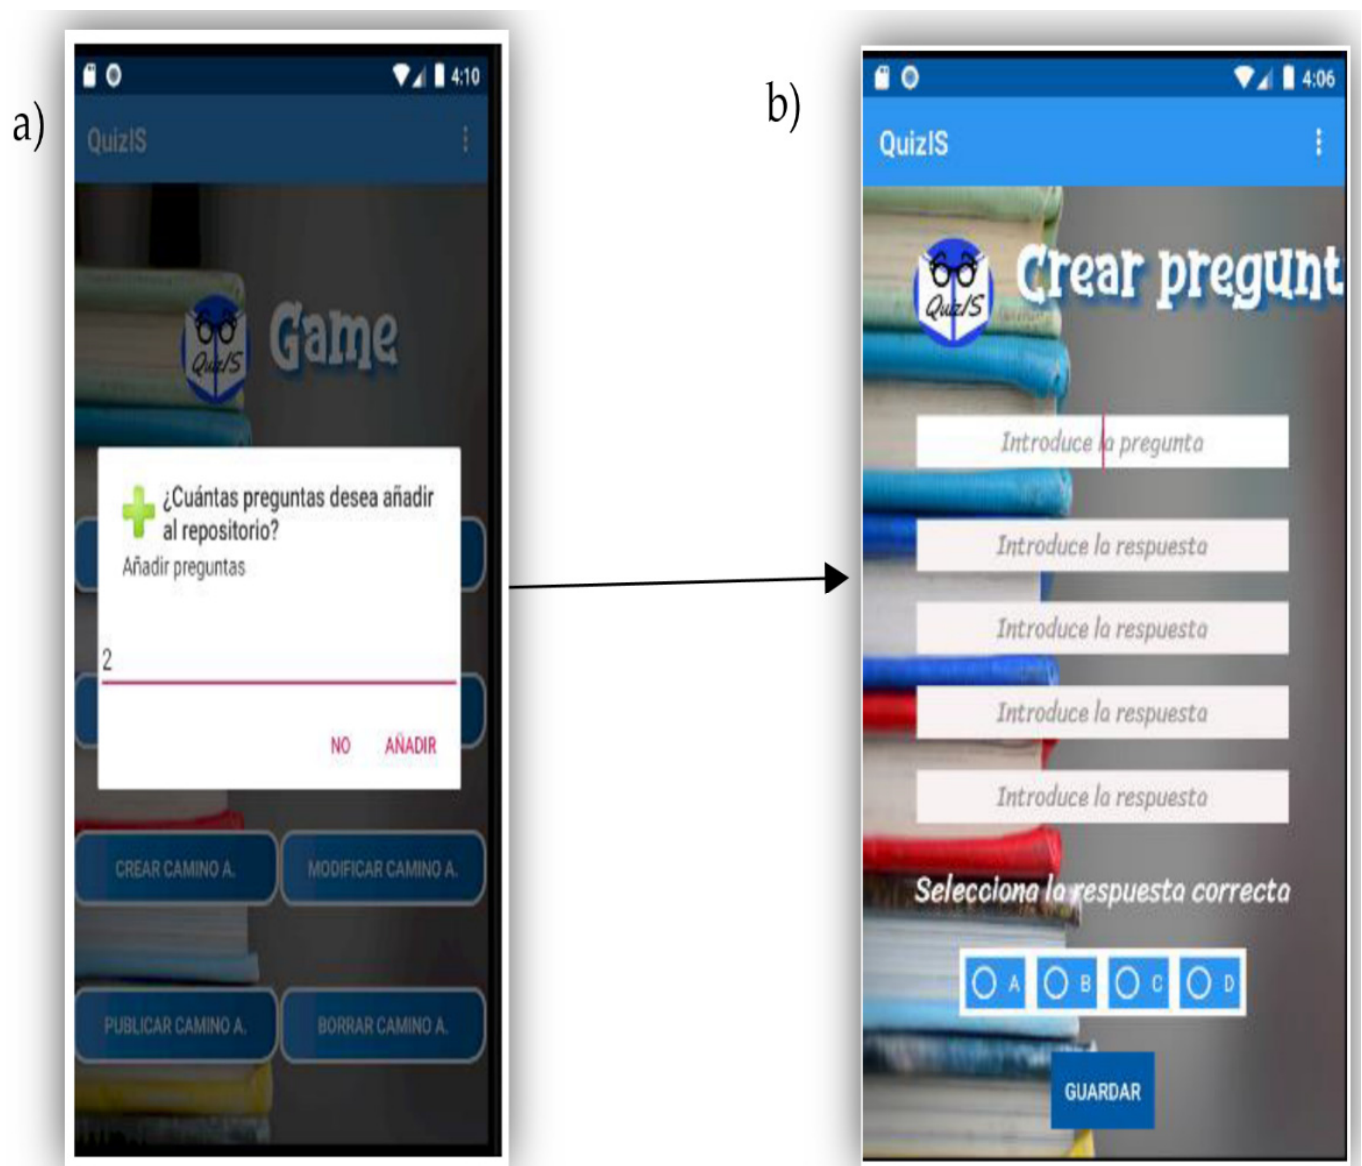 a)
4:10
QuizIS
QuizIS
Game
¿Cuántas preguntas desea añadir
al repositorio?
Añadir preguntas
2
NO AÑADIR
CREAR CAMINO A. MODIFICAR CAMINO A.
PUBLICAR CAMINO A. BORRAR CAMINO A.
b)
4:06
QuizIS
QuizIS
Crear pregunt
Introduce la pregunta
Introduce la respuesta
Introduce la respuesta
Introduce la respuesta
Introduce la respuesta
Selecciona la respuesta correcta
A B C D
GUARDAR